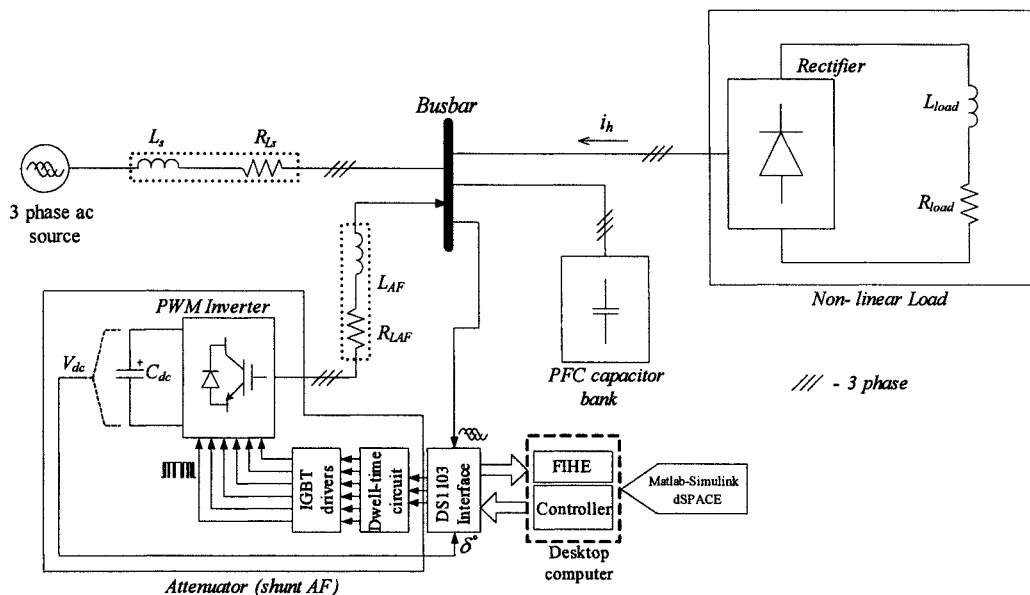 Rectifier
L_load
R_load
Non- linear Load
Busbar
i_h
L_s
R_Ls
3 phase ac
source
L_AF
R_LAF
PWM Inverter
V_dc
+
C_dc
PFC capacitor
bank
/// - 3 phase
IGBT
drivers
Dwell-time
circuit
DS1103
Interface
δ°
FIHE
Controller
Matlab-Simulink
dSPACE
Desktop
computer
Attenuator (shunt AF)